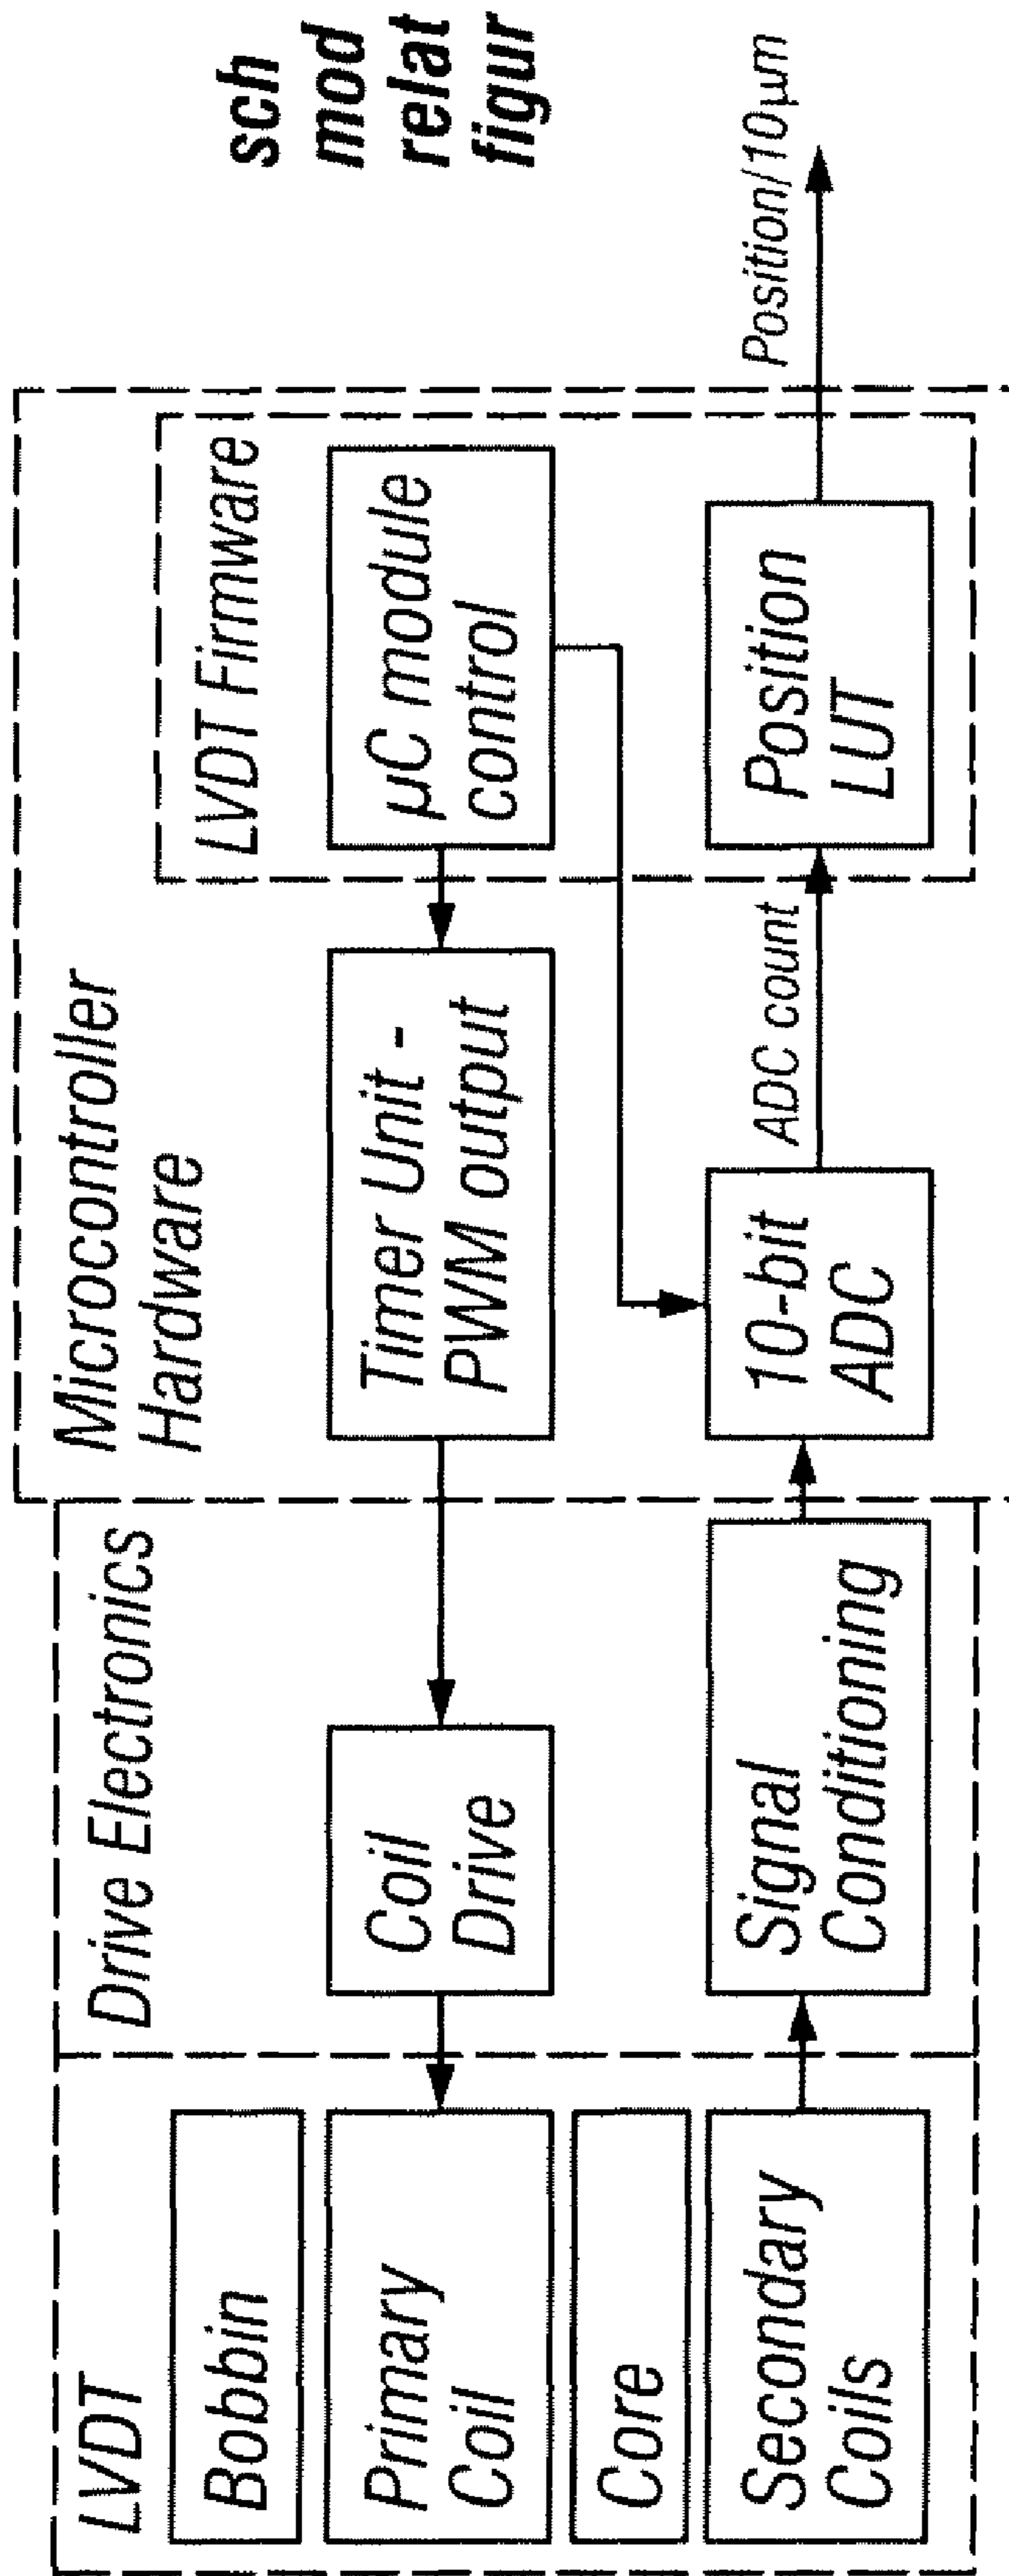 LVDT
Bobbin
Primary
Coil
Core
Secondary
Coils
Drive Electronics
Coil
Drive
Signal
Conditioning
Microcontroller
Hardware
Timer Unit -
PWM output
10-bit
ADC
ADC count
LVDT Firmware
µC module
control
Position
LUT
Position/10µm
sch
mod
relat
figur